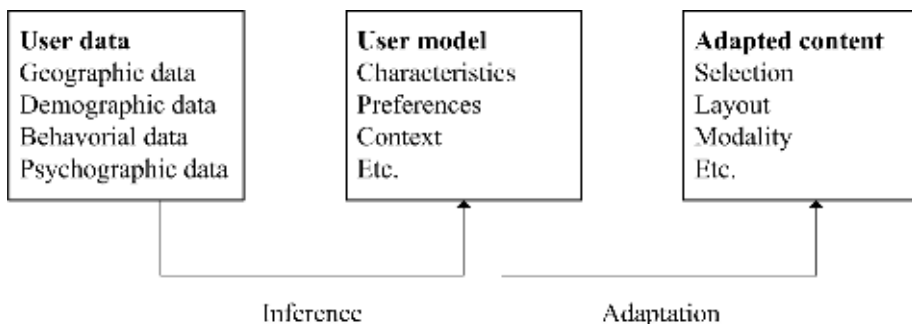 User data
Geographic data
Demographic data
Behavorial data
Psychographic data
User model
Characteristics
Preferences
Context
Etc.
Adapted content
Selection
Layout
Modality
Etc.
Inference
Adaptation